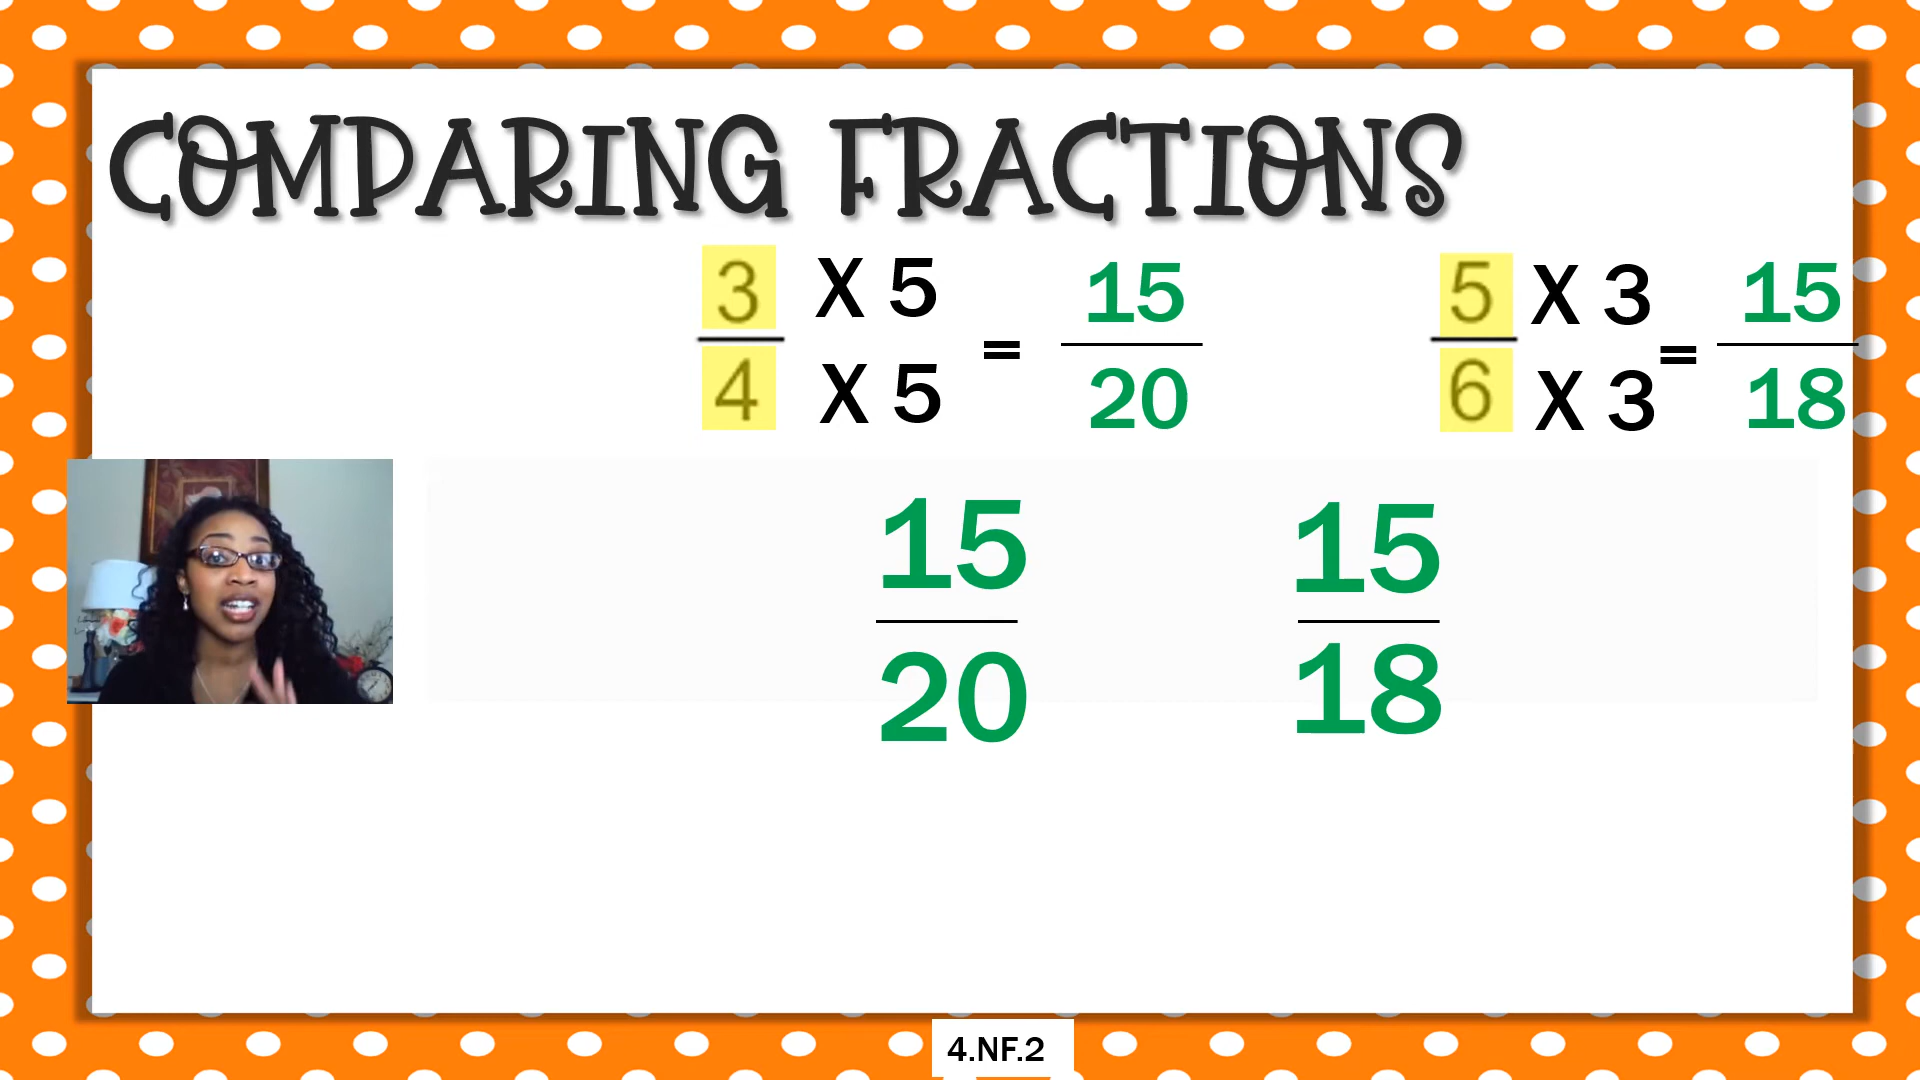 COMPARING FRACTIONS
3 X 5 = 15 5 X 3 = 15
4 X 5 20 6 X 3 18
15 15
20 18
4.NF.2